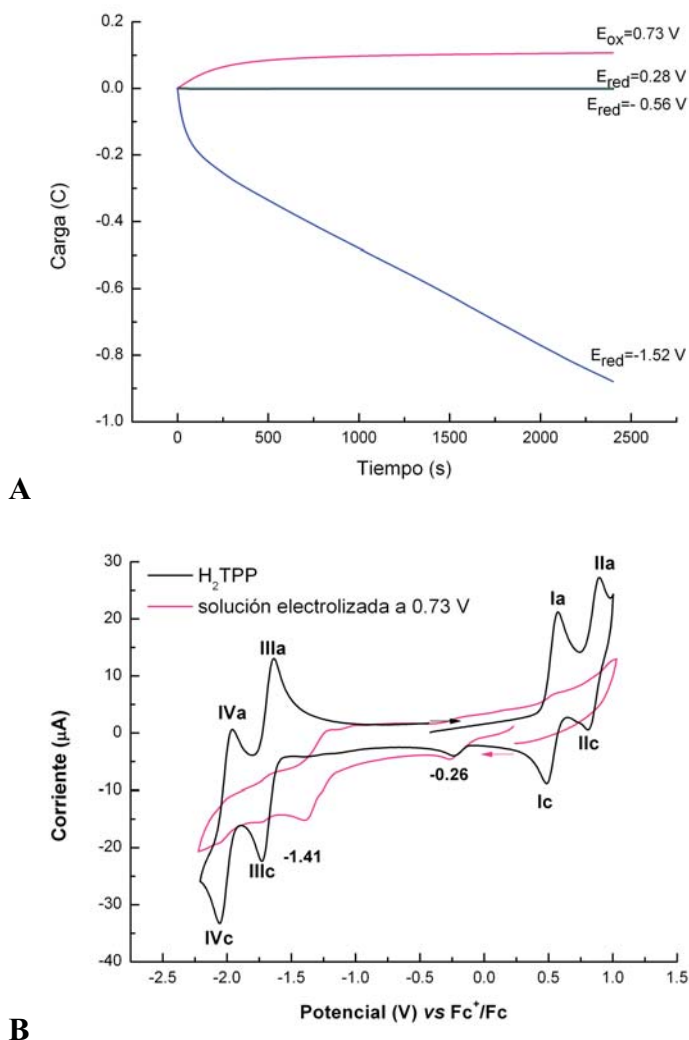 0.2
E_ox=0.73 V
0.0
E_red=0.28 V
E_red=- 0.56 V
-0.2
Carga (C)
-0.4
-0.6
-0.8
E_red=-1.52 V
-1.0
0 500 1000 1500 2000 2500
Tiempo (s)
A
30
H₂TPP
solución electrolizada a 0.73 V
IIa
Ia
20
IIIa
10
IVa
0
IIc
-0.26
Ic
-10
Corriente (µA)
-1.41
IIIc
-20
-30
IVc
-40
-2.5 -2.0 -1.5 -1.0 -0.5 0.0 0.5 1.0 1.5
Potencial (V) vs Fc⁺/Fc
B